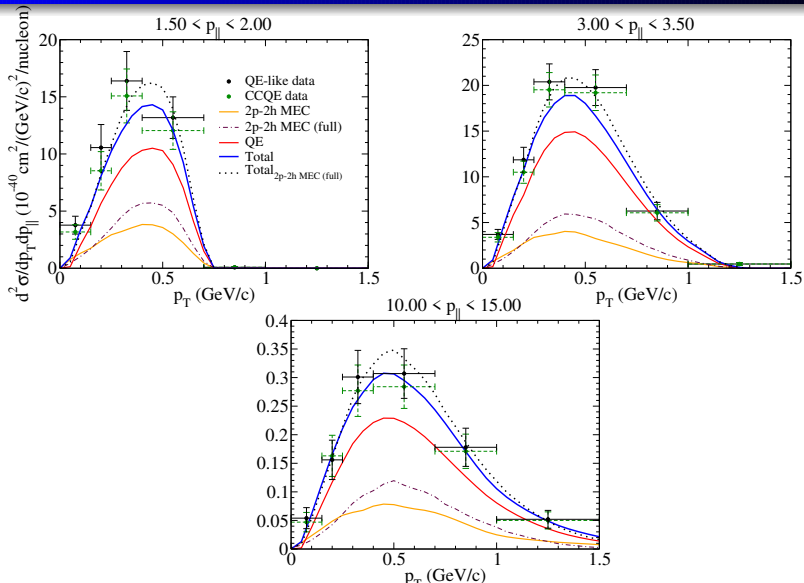 1.50 < p|| < 2.00
3.00 < p|| < 3.50
d²σ/dp_T dp_|| (10⁻⁴⁰ cm²/(GeV/c)²/nucleon)
20
15
10
5
0
0
0.5
1
1.5
p_T (GeV/c)
QE-like data
CCQE data
2p-2h MEC
2p-2h MEC (full)
QE
Total
Total_2p-2h MEC (full)
25
20
15
10
5
0
0
0.5
1
1.5
p_T (GeV/c)
10.00 < p|| < 15.00
0.4
0.35
0.3
0.25
0.2
0.15
0.1
0.05
0
0
0.5
1
1.5
p_T (GeV/c)